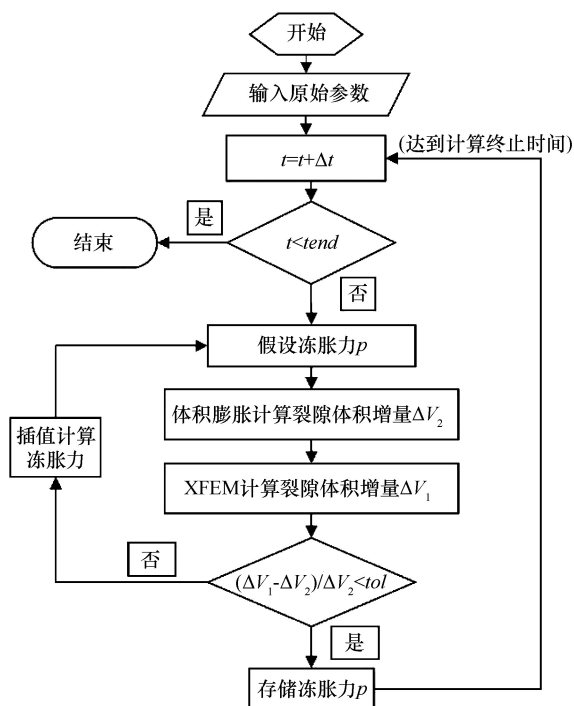 开始
输入原始参数
t=t+Δt
(达到计算终止时间)
是
t<tend
结束
否
假设冻胀力p
体积膨胀计算裂隙体积增量ΔV₂
插值计算
冻胀力
XFEM计算裂隙体积增量ΔV₁
否
(ΔV₁-ΔV₂)/ΔV₂<tol
是
存储冻胀力p